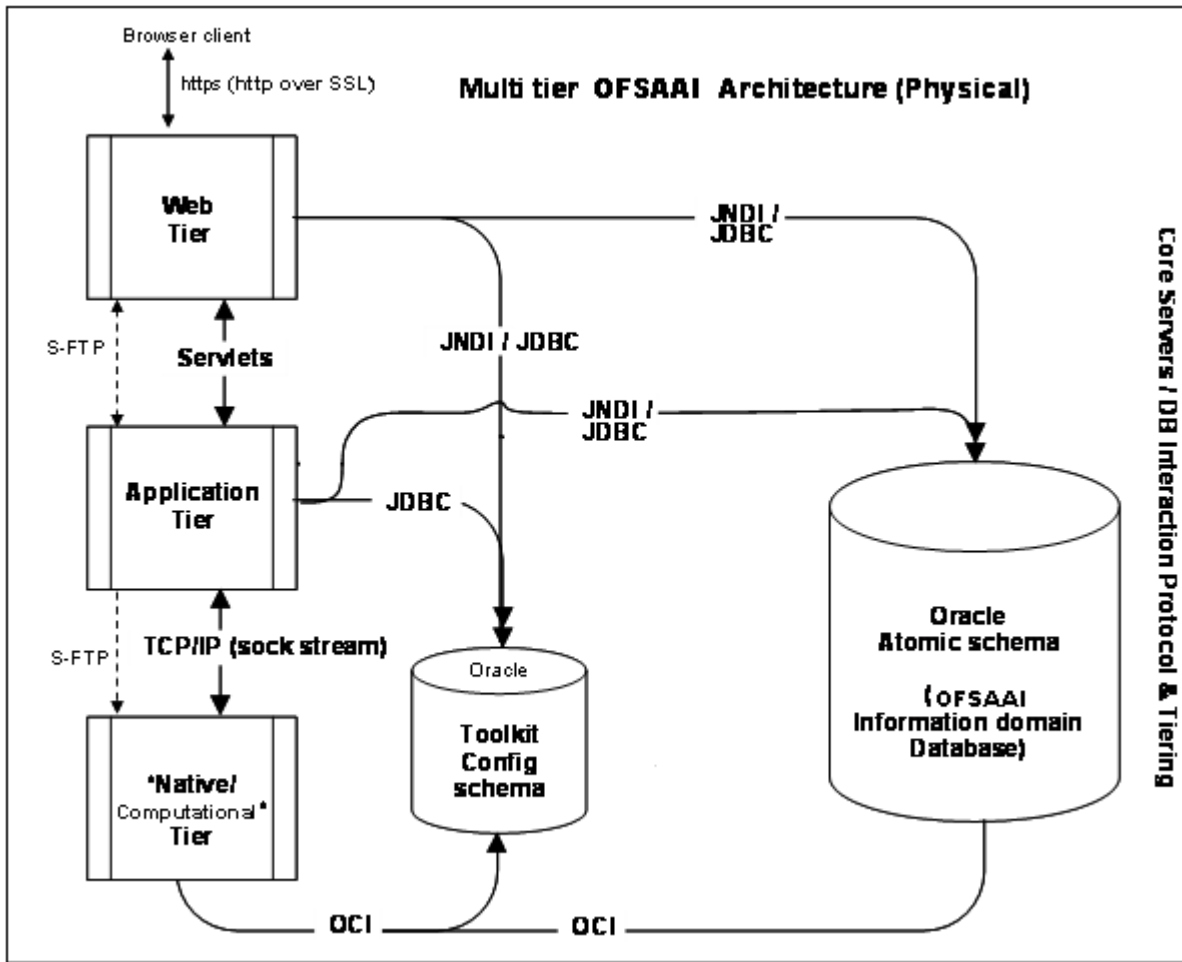 Browser client
https (http over SSL)
Multi tier OFSAAI Architecture (Physical)
Web
Tier
JNDI /
JDBC
S-FTP
Servlets
JNDI / JDBC
JNDI /
JDBC
Application
Tier
JDBC
S-FTP
TCP/IP (sock stream)
Oracle
Toolkit
Config
schema
Oracle
Atomic schema
(OFSAAI
Information domain
Database)
"Native/
Computational"
Tier
OCI
OCI
Core Servers / DB Interaction Protocol & Tiering